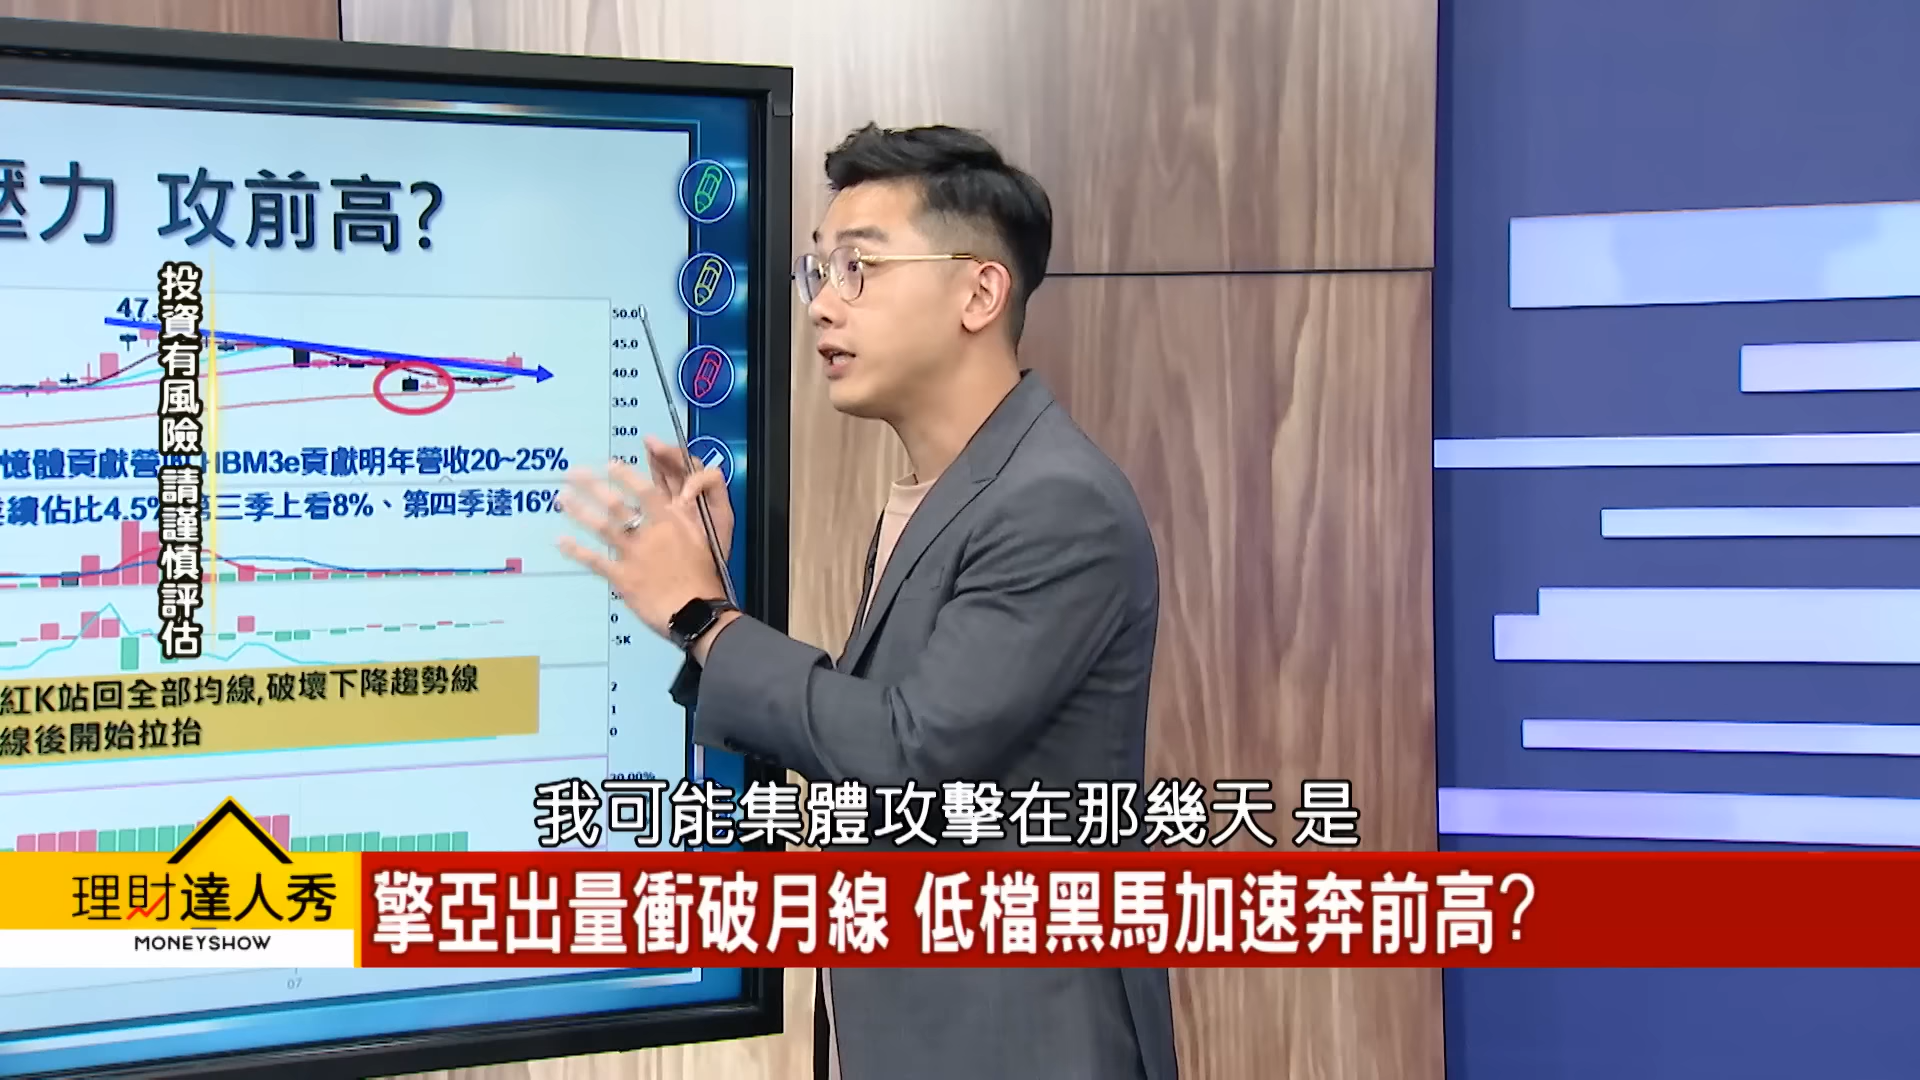 壓力 攻前高?
投資有風險 請謹慎評估
47.
50.0
45.0
40.0
35.0
30.0
25.0
憶體貢獻營收 HBM3e貢獻明年營收20~25%
續佔比4.5% 第三季上看8%、第四季達16%
0
-5K
紅K站回全部均線,破壞下降趨勢線
線後開始拉抬
2
1
0
20.00%
我可能集體攻擊在那幾天 是
理財達人秀
MONEYSHOW
擎亞出量衝破月線 低檔黑馬加速奔前高?
07